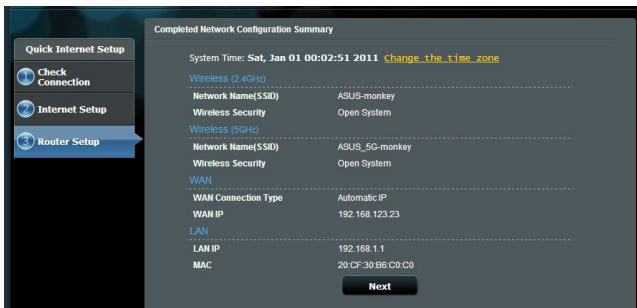 Completed Network Configuration Summary
Quick Internet Setup
1 Check Connection
2 Internet Setup
3 Router Setup
System Time: Sat, Jan 01 00:02:51 2011 Change the time zone
Wireless (2.4GHz)
Network Name(SSID) ASUS-monkey
Wireless Security Open System
Wireless (5GHz)
Network Name(SSID) ASUS_5G-monkey
Wireless Security Open System
WAN
WAN Connection Type Automatic IP
WAN IP 192.168.123.23
LAN
LAN IP 192.168.1.1
MAC 20:CF:30:B6:C0:C0
Next